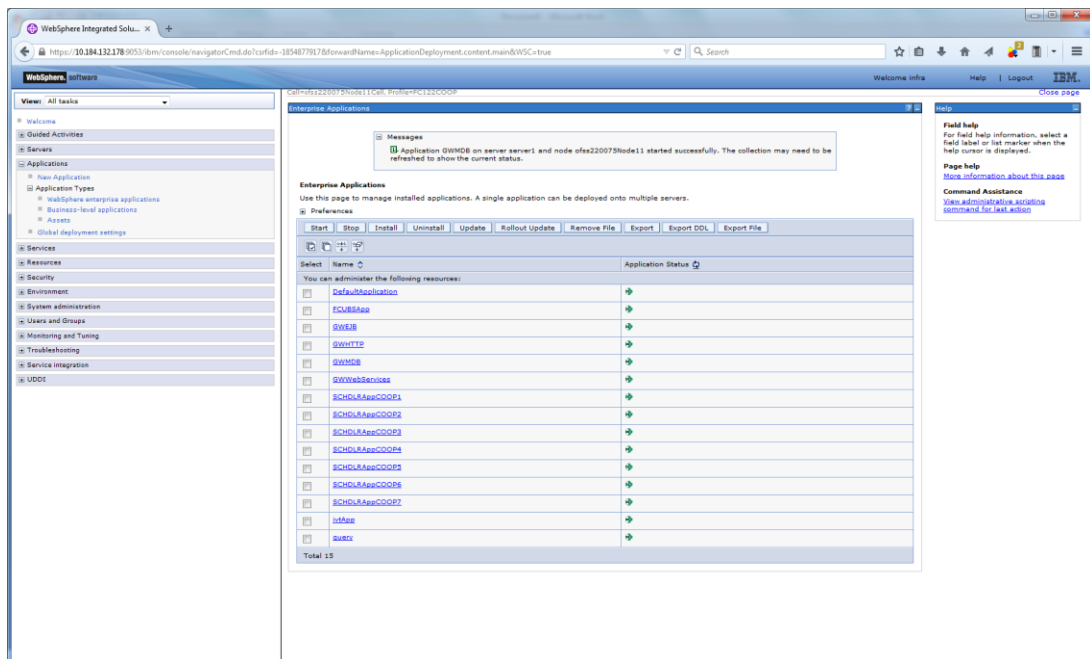 WebSphere Integrated Solu... × +
https://10.184.132.178:9053/ibm/console/navigatorCmd.do?csrfid=-1854877917&forwardName=ApplicationDeployment.content.main&WSC=true
Search
2
WebSphere. software
Welcome infra
Help | Logout
IBM.
View: All tasks
Welcome
Guided Activities
Servers
Applications
New Application
Application Types
WebSphere enterprise applications
Business-level applications
Assets
Global deployment settings
Services
Resources
Security
Environment
System administration
Users and Groups
Monitoring and Tuning
Troubleshooting
Service integration
UDDI
Cell=ofss220075Node11Cell, Profile=FC122COOP
Close page
Enterprise Applications
Messages
Application GWMDB on server server1 and node ofss220075Node11 started successfully. The collection may need to be
refreshed to show the current status.
Enterprise Applications
Use this page to manage installed applications. A single application can be deployed onto multiple servers.
Preferences
Start Stop Install Uninstall Update Rollout Update Remove File Export Export DDL Export File
Select Name Application Status
You can administer the following resources:
DefaultApplication
FCUBSApp
GWEJB
GWHTTP
GWMDB
GWWebServices
SCHDLRAppCOOP1
SCHDLRAppCOOP2
SCHDLRAppCOOP3
SCHDLRAppCOOP4
SCHDLRAppCOOP5
SCHDLRAppCOOP6
SCHDLRAppCOOP7
ivtApp
query
Total 15
Help
Field help
For field help information, select a
field label or list marker when the
help cursor is displayed.
Page help
More information about this page
Command Assistance
View administrative scripting
command for last action